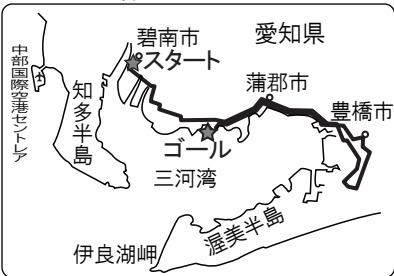 碧南市
スタート
愛知県
中部国際空港セントレア
知多半島
蒲郡市
豊橋市
ゴール
三河湾
渥美半島
伊良湖岬